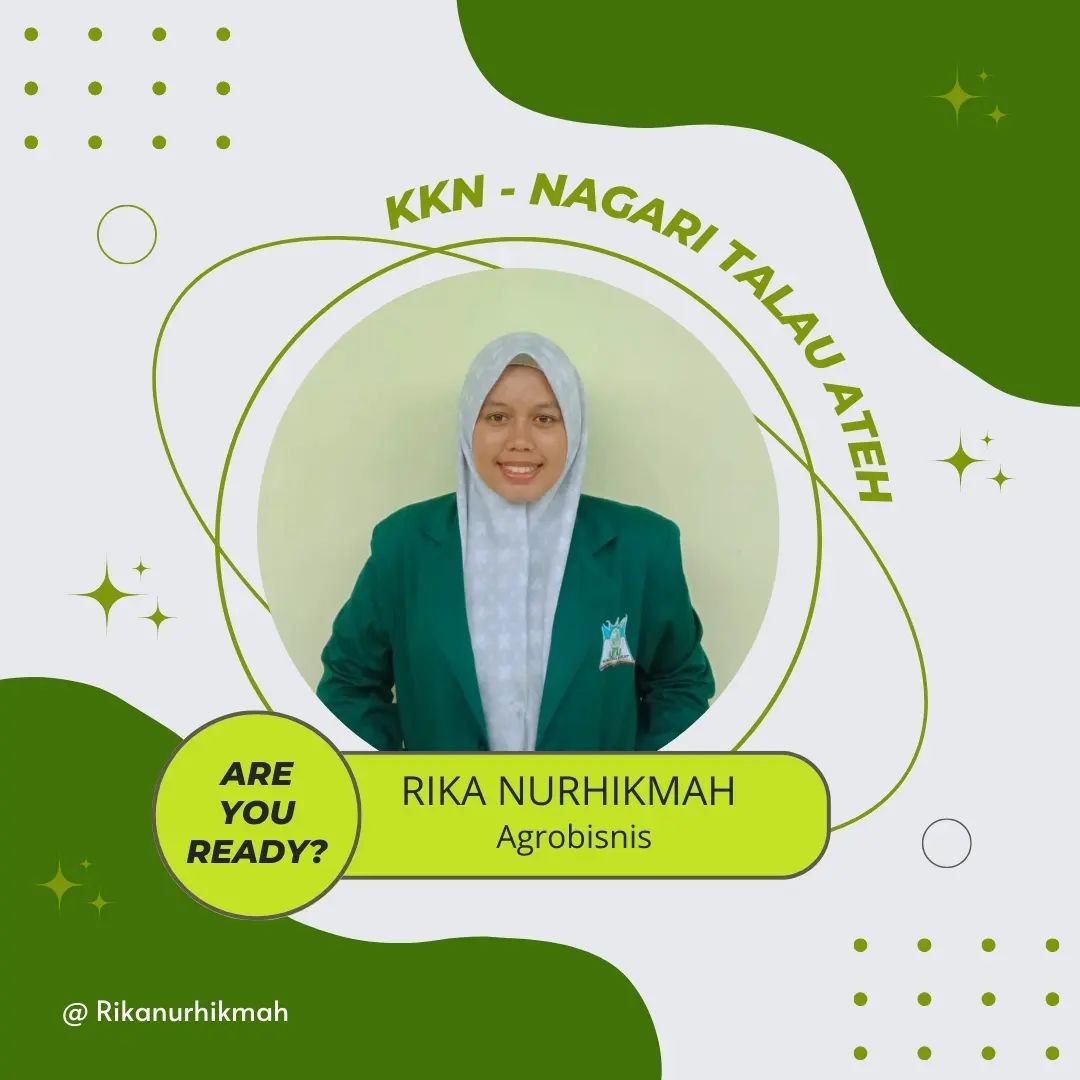 KKN - NAGARI TALAU ATEH
ARE
YOU
READY?
RIKA NURHIKMAH
Agrobisnis
@ Rikanurhikmah